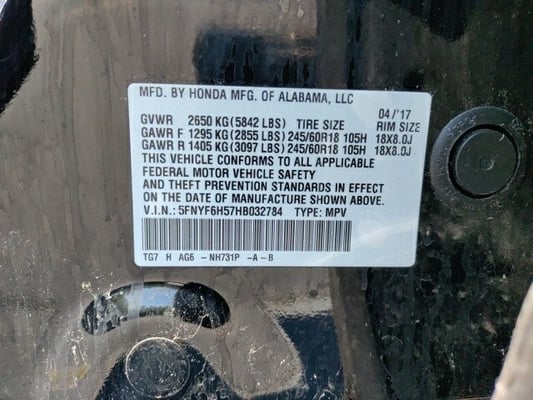 MFD. BY HONDA MFG. OF ALABAMA, LLC
04/'17
GVWR 2650 KG(5842 LBS) TIRE SIZE RIM SIZE
GAWR F 1295 KG(2855 LBS) 245/60R18 105H 18X8.0J
GAWR R 1405 KG(3097 LBS) 245/60R18 105H 18X8.0J
THIS VEHICLE CONFORMS TO ALL APPLICABLE
FEDERAL MOTOR VEHICLE SAFETY
AND THEFT PREVENTION STANDARDS IN EFFECT
ON THE DATE OF MANUFACTURE SHOWN ABOVE.
V.I.N.: 5FNYF6H57HB032784 TYPE: MPV
TG7 H AG6 -NH731P -A-B